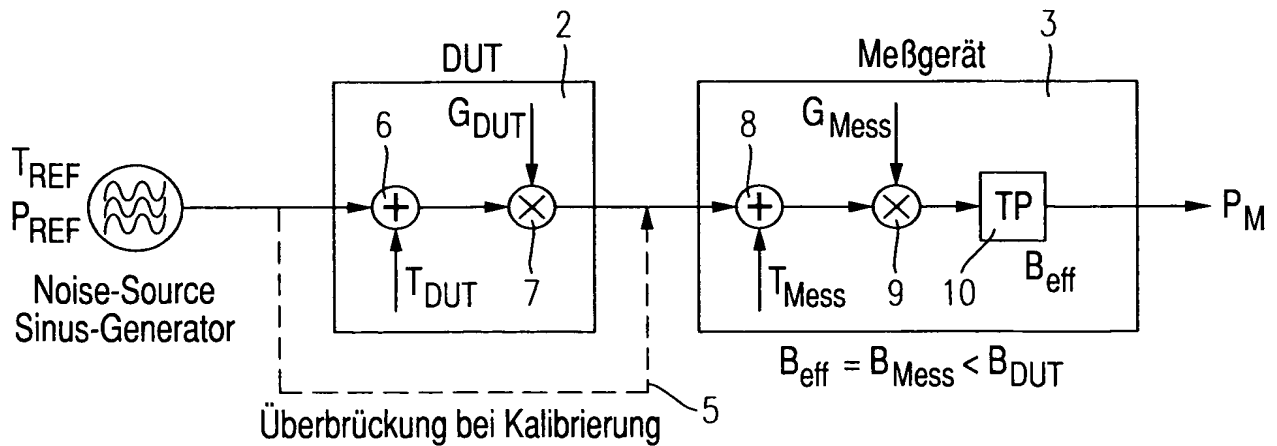 2
DUT
3
Meßgerät
6
G_DUT
8
G_Mess
T_REF
P_REF
+
×
+
×
TP
P_M
T_DUT
7
T_Mess
9
10
B_eff
Noise-Source
Sinus-Generator
B_eff = B_Mess < B_DUT
5
Überbrückung bei Kalibrierung